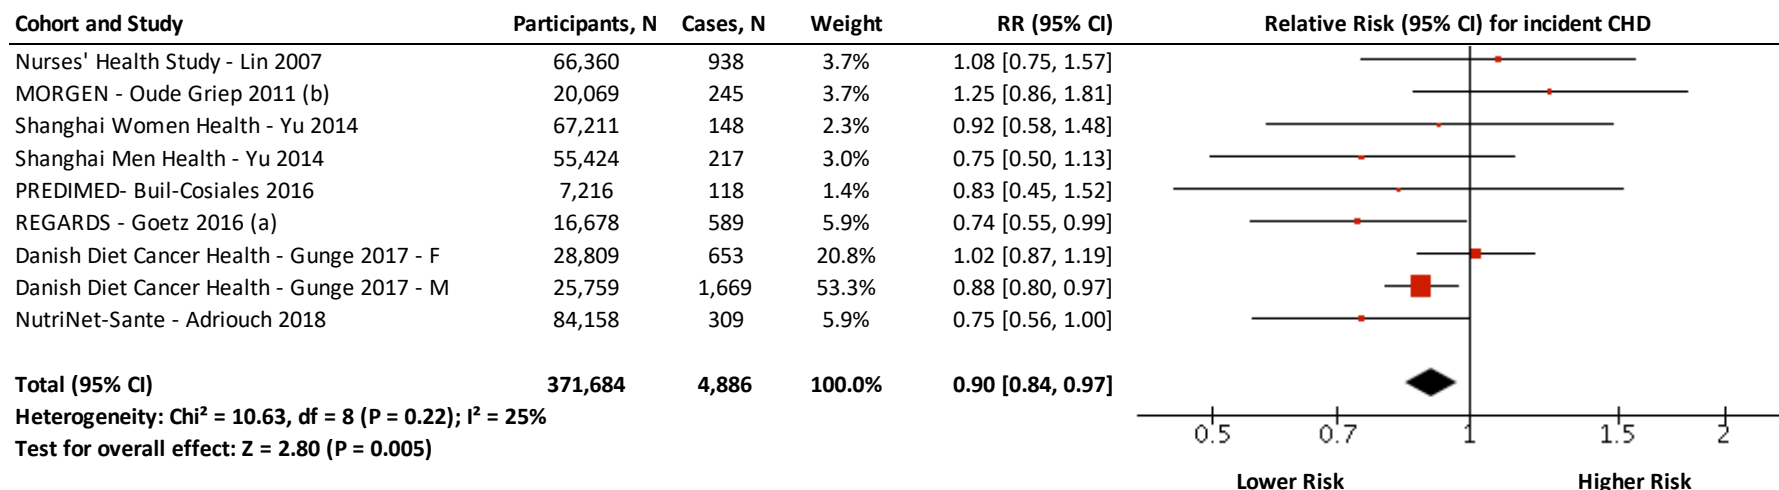 Cohort and Study Participants, N Cases, N Weight RR (95% CI) Relative Risk (95% CI) for incident CHD
Nurses' Health Study - Lin 2007 66,360 938 3.7% 1.08 [0.75, 1.57]
MORGEN - Oude Griep 2011 (b) 20,069 245 3.7% 1.25 [0.86, 1.81]
Shanghai Women Health - Yu 2014 67,211 148 2.3% 0.92 [0.58, 1.48]
Shanghai Men Health - Yu 2014 55,424 217 3.0% 0.75 [0.50, 1.13]
PREDIMED- Buil-Cosiales 2016 7,216 118 1.4% 0.83 [0.45, 1.52]
REGARDS - Goetz 2016 (a) 16,678 589 5.9% 0.74 [0.55, 0.99]
Danish Diet Cancer Health - Gunge 2017 - F 28,809 653 20.8% 1.02 [0.87, 1.19]
Danish Diet Cancer Health - Gunge 2017 - M 25,759 1,669 53.3% 0.88 [0.80, 0.97]
NutriNet-Sante - Adriouch 2018 84,158 309 5.9% 0.75 [0.56, 1.00]
Total (95% CI) 371,684 4,886 100.0% 0.90 [0.84, 0.97]
Heterogeneity: Chi² = 10.63, df = 8 (P = 0.22); I² = 25%
Test for overall effect: Z = 2.80 (P = 0.005)
0.5 0.7 1 1.5 2
Lower Risk Higher Risk